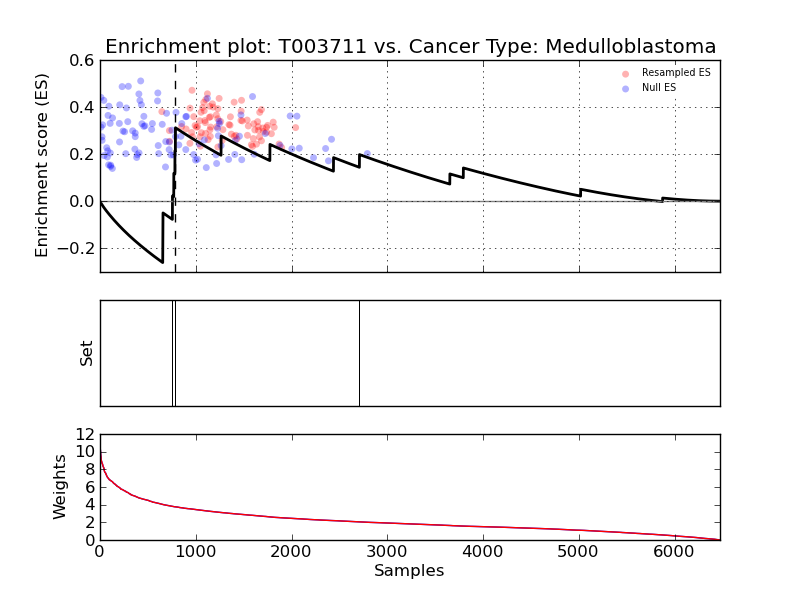 Enrichment plot: T003711 vs. Cancer Type: Medulloblastoma
Enrichment score (ES)
0.6
0.4
0.2
0.0
−0.2
Resampled ES
Null ES
Set
Weights
12
10
8
6
4
2
0
0 1000 2000 3000 4000 5000 6000
Samples